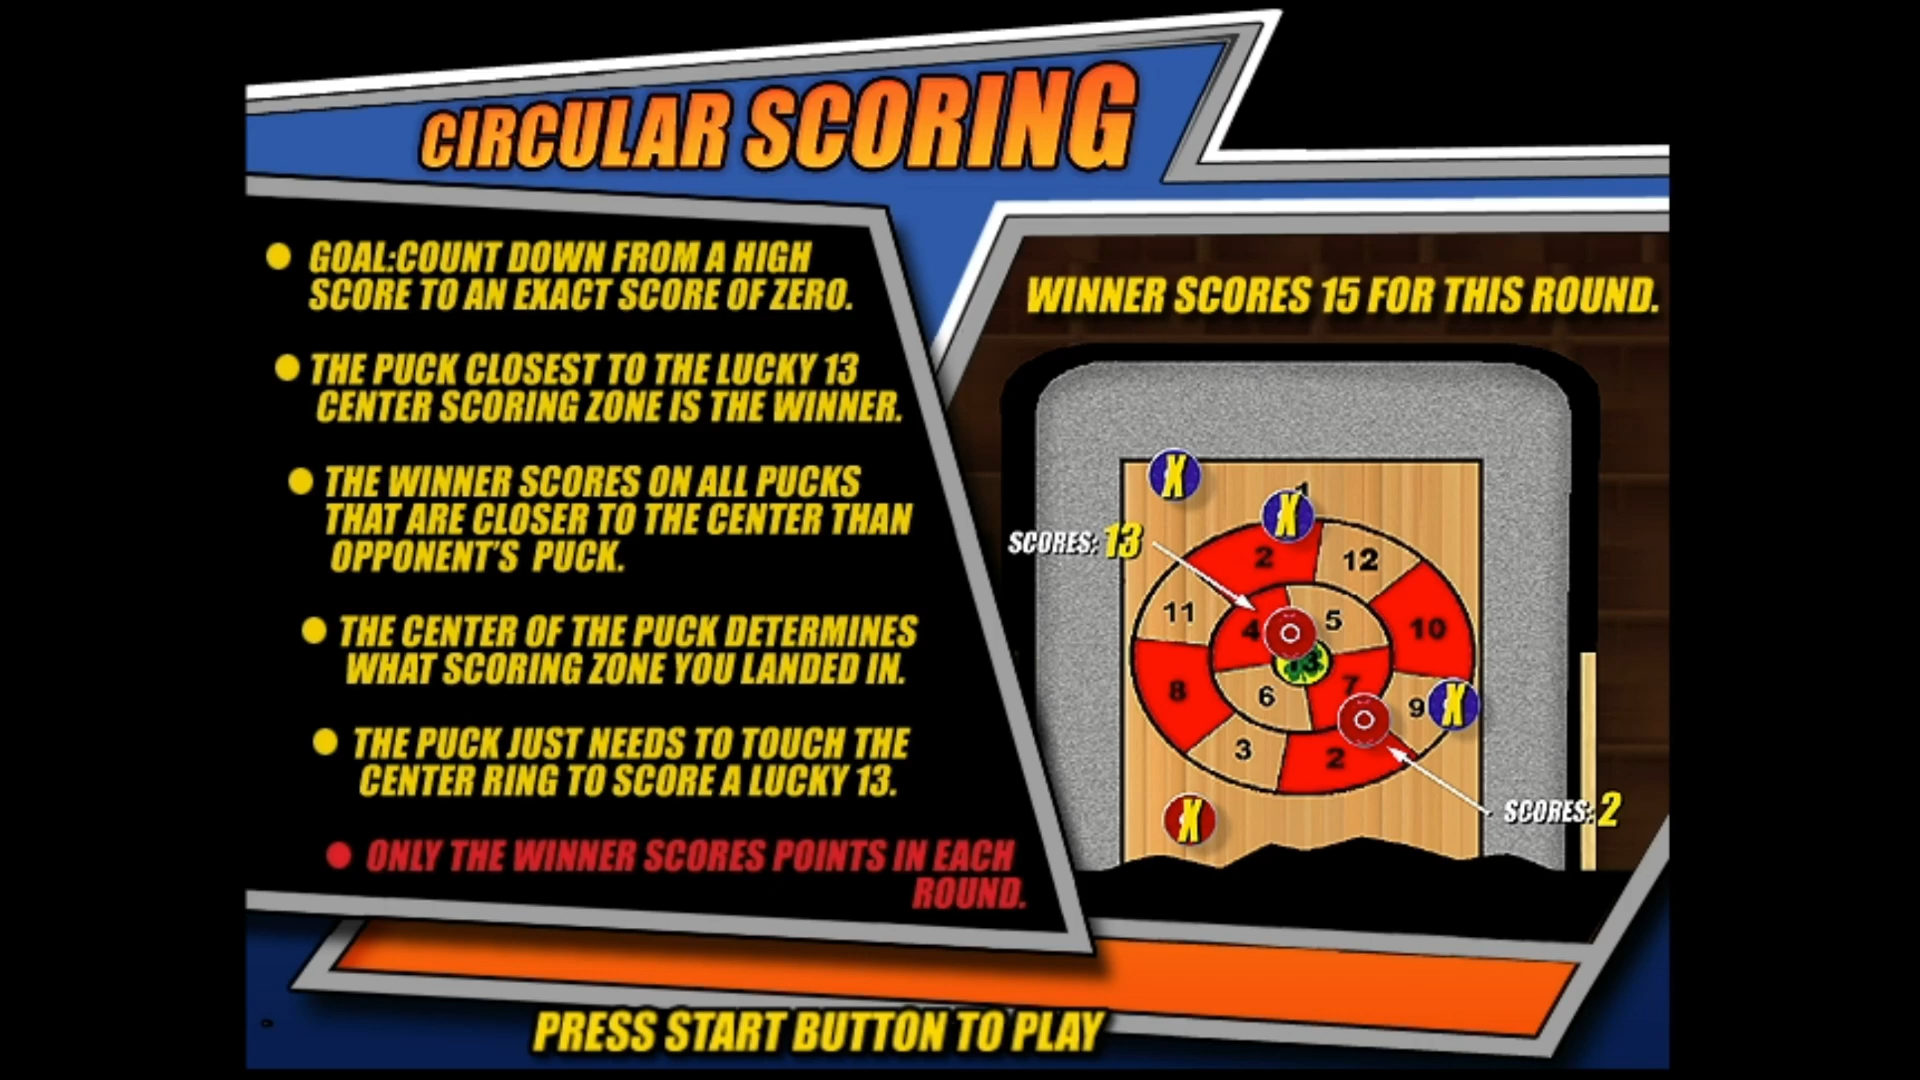 CIRCULAR SCORING
GOAL:COUNT DOWN FROM A HIGH
SCORE TO AN EXACT SCORE OF ZERO.
THE PUCK CLOSEST TO THE LUCKY 13
CENTER SCORING ZONE IS THE WINNER.
THE WINNER SCORES ON ALL PUCKS
THAT ARE CLOSER TO THE CENTER THAN
OPPONENT'S PUCK.
THE CENTER OF THE PUCK DETERMINES
WHAT SCORING ZONE YOU LANDED IN.
THE PUCK JUST NEEDS TO TOUCH THE
CENTER RING TO SCORE A LUCKY 13.
ONLY THE WINNER SCORES POINTS IN EACH
ROUND.
WINNER SCORES 15 FOR THIS ROUND.
X
1
X
SCORES: 13
2
12
11
4
5
10
13
8
6
7
9
X
3
2
SCORES: 2
X
PRESS START BUTTON TO PLAY